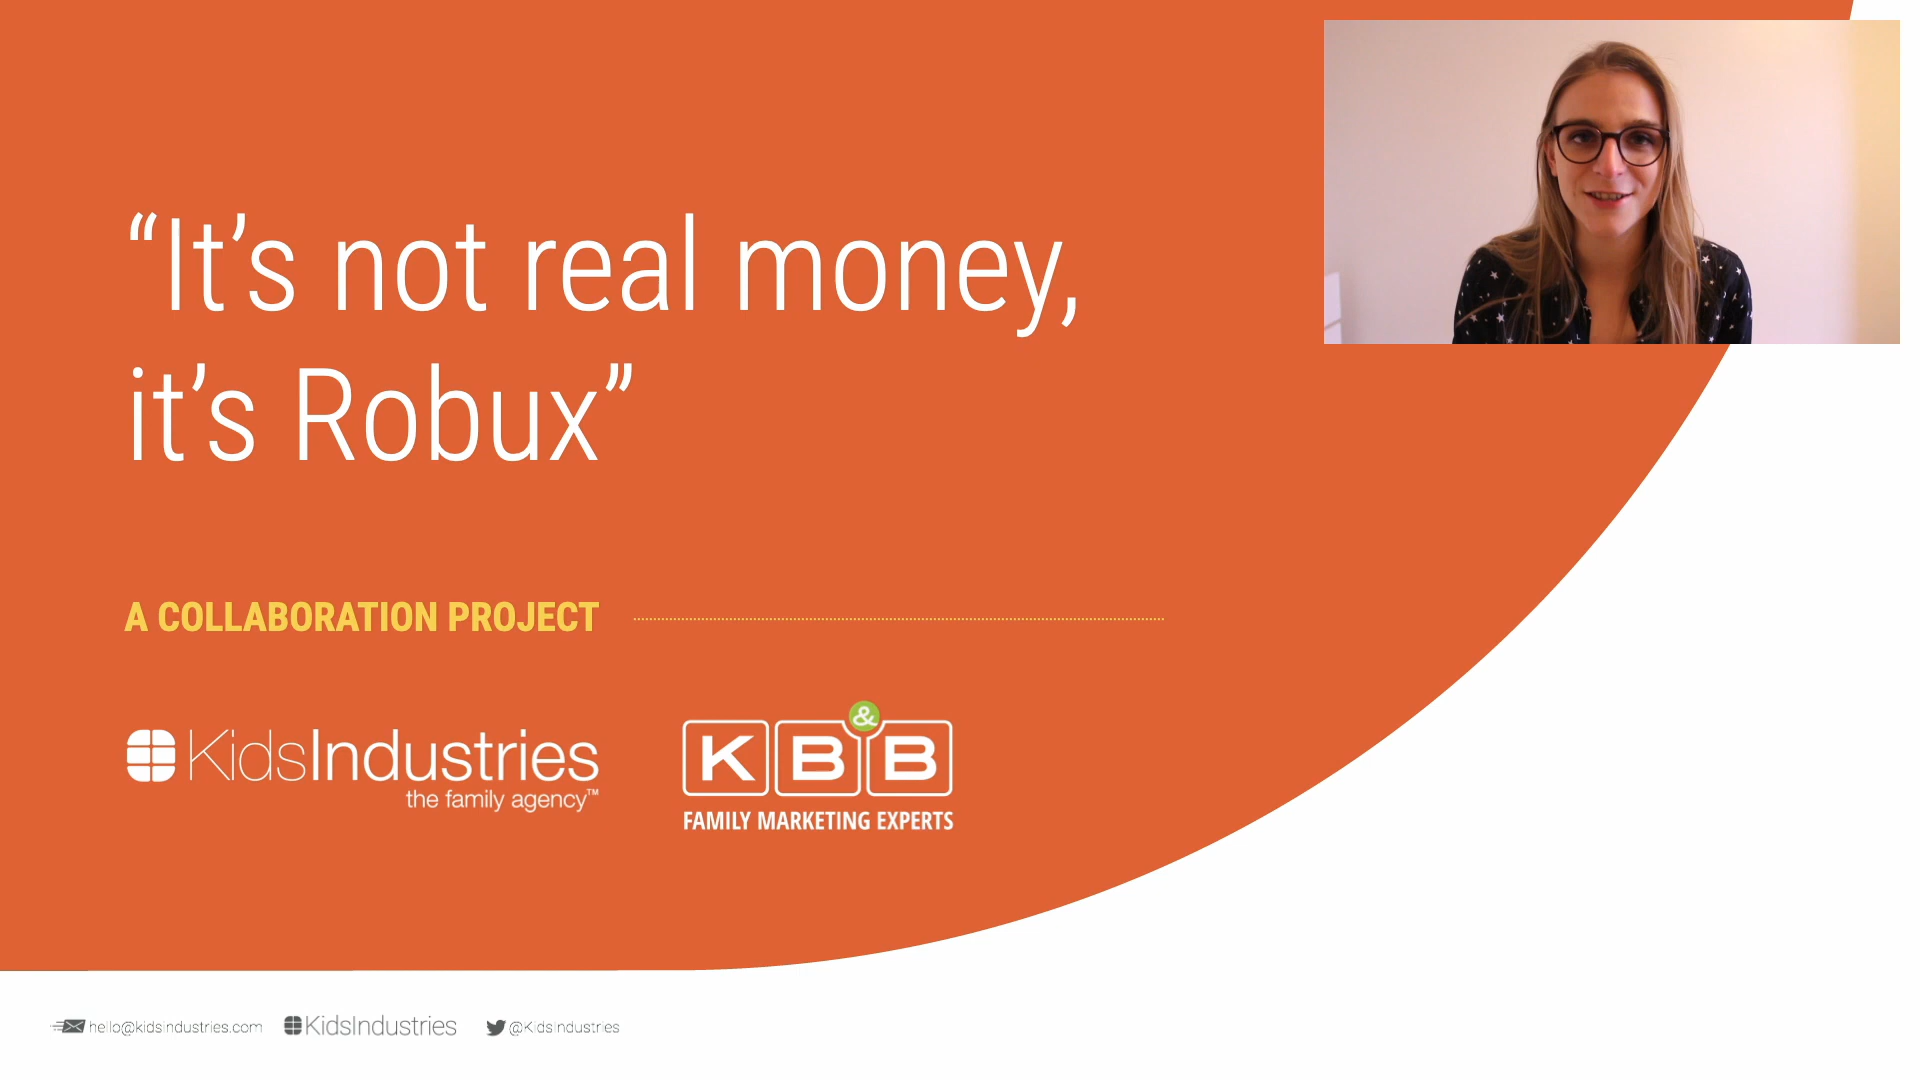 “It’s not real money,
it’s Robux”
A COLLABORATION PROJECT
KidsIndustries
the family agency™
KB&B
FAMILY MARKETING EXPERTS
hello@kidsindustries.com KidsIndustries @KidsIndustries